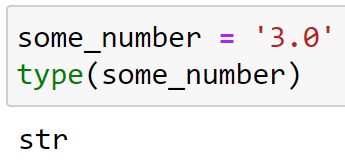 some_number = '3.0'
type(some_number)
str